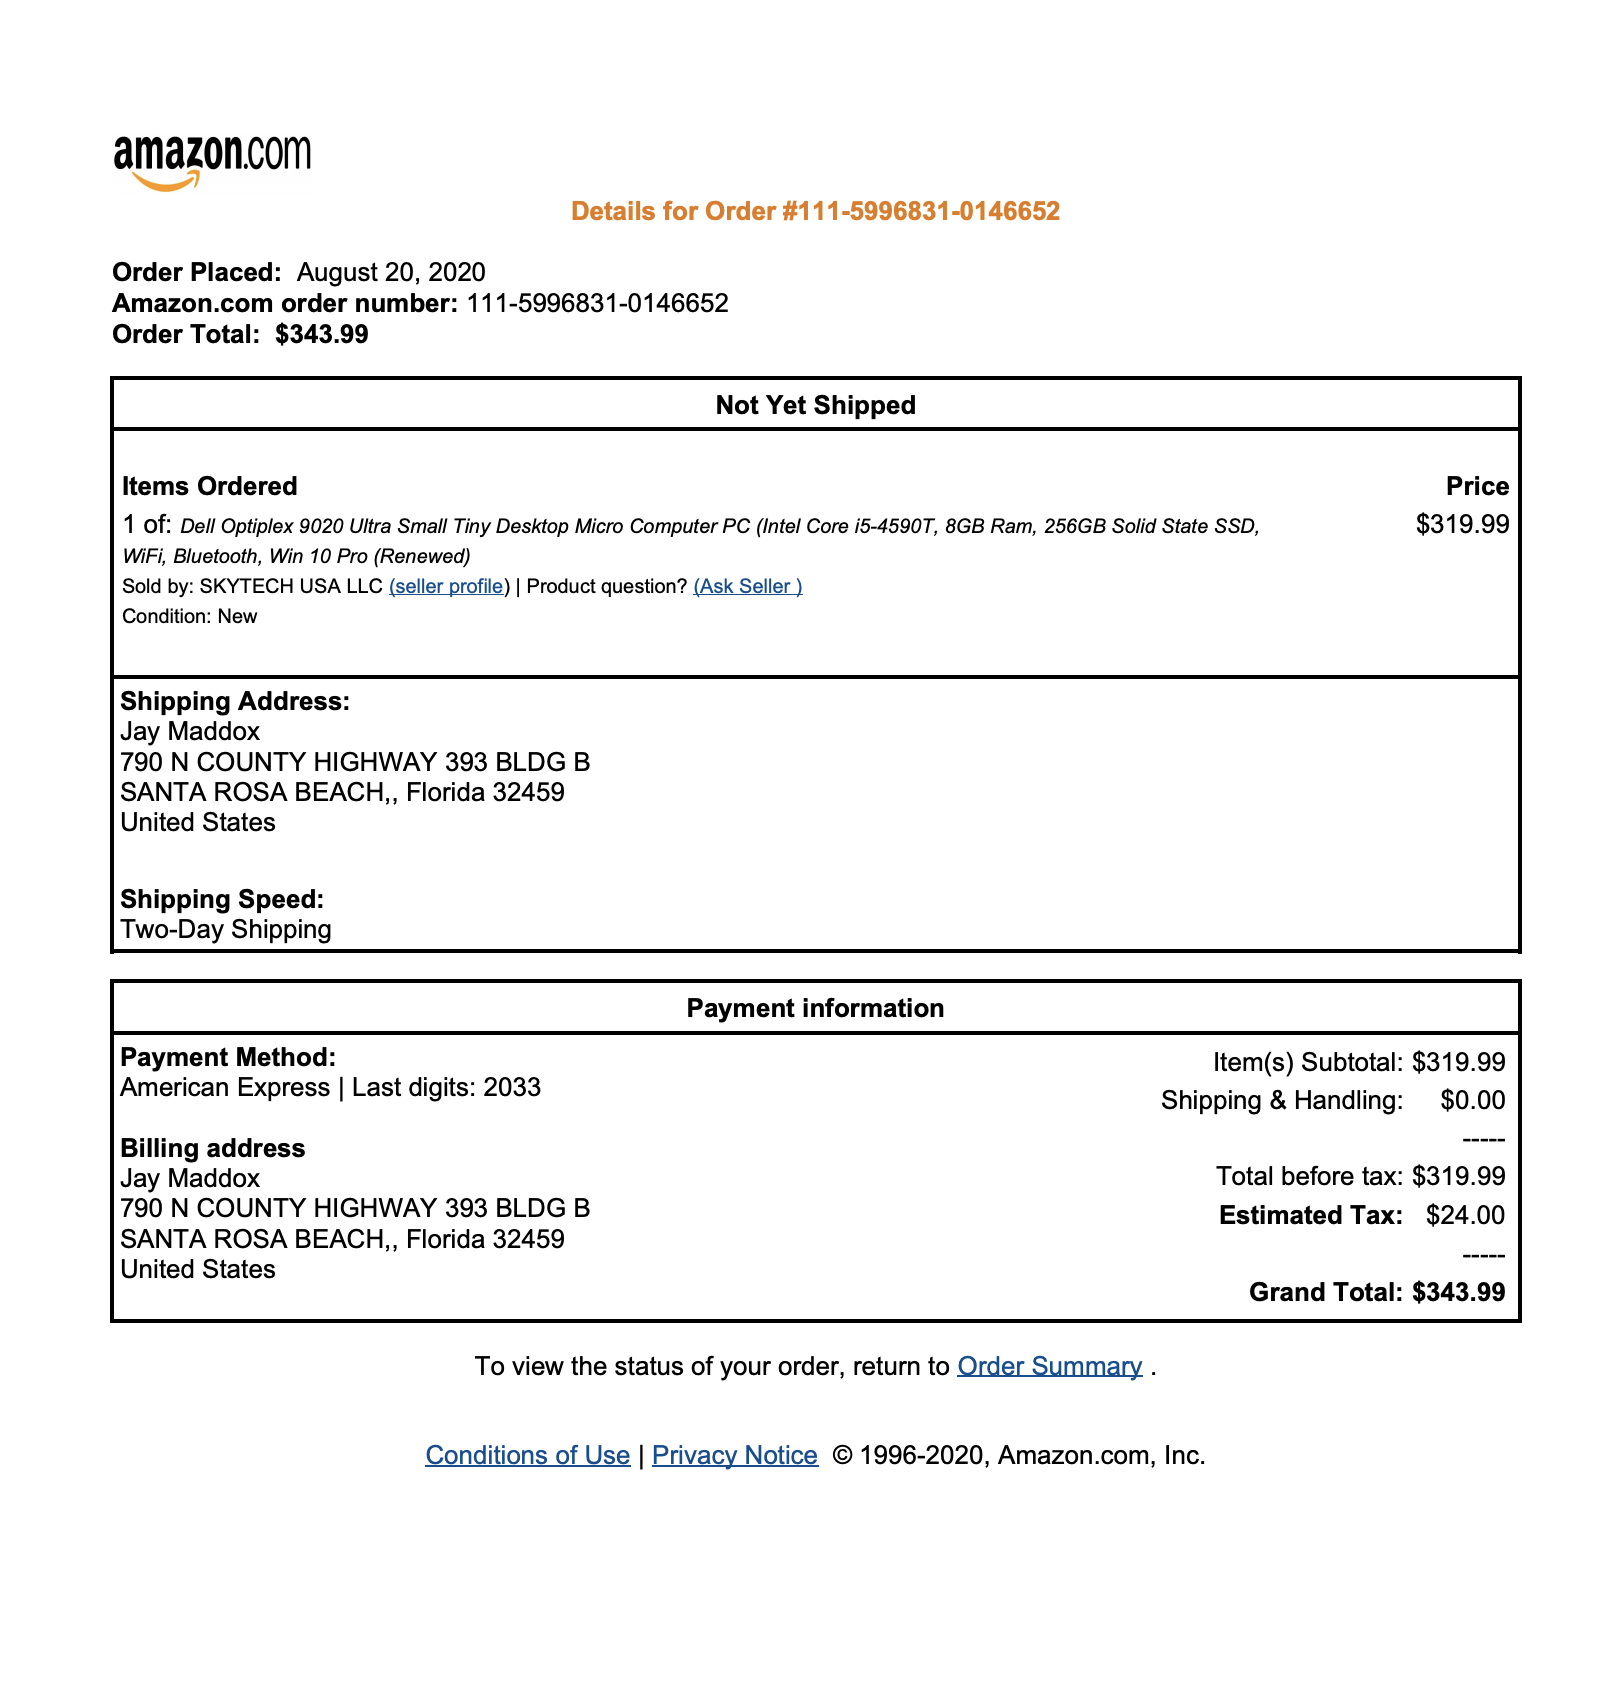 amazon.com
Details for Order #111-5996831-0146652
Order Placed: August 20, 2020
Amazon.com order number: 111-5996831-0146652
Order Total: $343.99
Not Yet Shipped
Items Ordered Price
1 of: Dell Optiplex 9020 Ultra Small Tiny Desktop Micro Computer PC (Intel Core i5-4590T, 8GB Ram, 256GB Solid State SSD, $319.99
WiFi, Bluetooth, Win 10 Pro (Renewed)
Sold by: SKYTECH USA LLC (seller profile) | Product question? (Ask Seller )
Condition: New
Shipping Address:
Jay Maddox
790 N COUNTY HIGHWAY 393 BLDG B
SANTA ROSA BEACH,, Florida 32459
United States
Shipping Speed:
Two-Day Shipping
Payment information
Payment Method:
American Express | Last digits: 2033
Billing address
Jay Maddox
790 N COUNTY HIGHWAY 393 BLDG B
SANTA ROSA BEACH,, Florida 32459
United States
Item(s) Subtotal: $319.99
Shipping & Handling: $0.00
-----
Total before tax: $319.99
Estimated Tax: $24.00
-----
Grand Total: $343.99
To view the status of your order, return to Order Summary .
Conditions of Use | Privacy Notice © 1996-2020, Amazon.com, Inc.